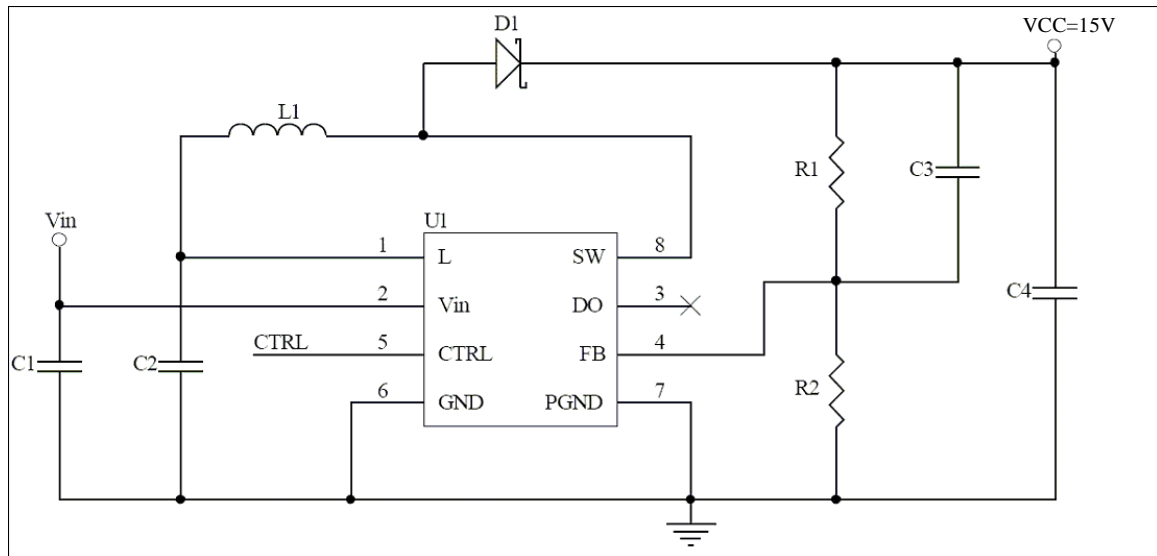 D1
VCC=15V
L1
R1
C3
Vin
U1
1
L
SW
8
2
Vin
DO
3
C4
CTRL
5
CTRL
FB
4
C1
C2
6
GND
PGND
7
R2